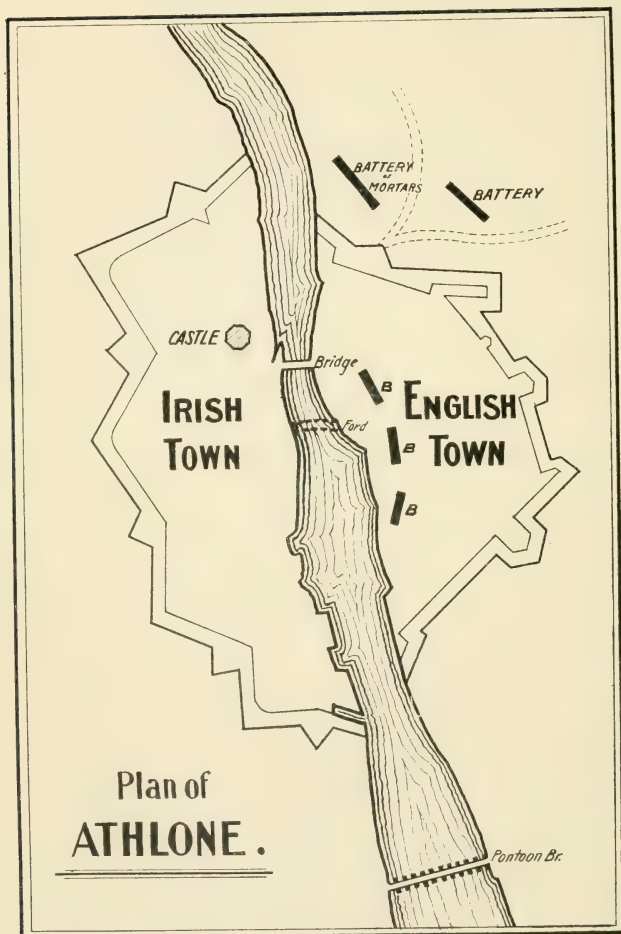 BATTERY
OF
MORTARS
BATTERY
CASTLE
Bridge
B
IRISH
TOWN
ENGLISH
TOWN
Ford
B
B
Plan of
ATHLONE.
Pontoon Br.